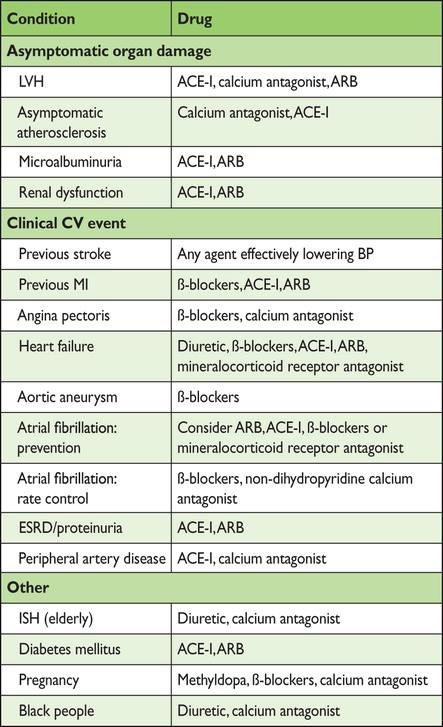 Condition Drug
Asymptomatic organ damage
LVH ACE-I, calcium antagonist, ARB
Asymptomatic Calcium antagonist, ACE-I
atherosclerosis
Microalbuminuria ACE-I, ARB
Renal dysfunction ACE-I, ARB
Clinical CV event
Previous stroke Any agent effectively lowering BP
Previous MI ß-blockers, ACE-I, ARB
Angina pectoris ß-blockers, calcium antagonist
Heart failure Diuretic, ß-blockers, ACE-I, ARB,
mineralocorticoid receptor antagonist
Aortic aneurysm ß-blockers
Atrial fibrillation: Consider ARB, ACE-I, ß-blockers or
prevention mineralocorticoid receptor antagonist
Atrial fibrillation: ß-blockers, non-dihydropyridine calcium
rate control antagonist
ESRD/proteinuria ACE-I, ARB
Peripheral artery disease ACE-I, calcium antagonist
Other
ISH (elderly) Diuretic, calcium antagonist
Diabetes mellitus ACE-I, ARB
Pregnancy Methyldopa, ß-blockers, calcium antagonist
Black people Diuretic, calcium antagonist